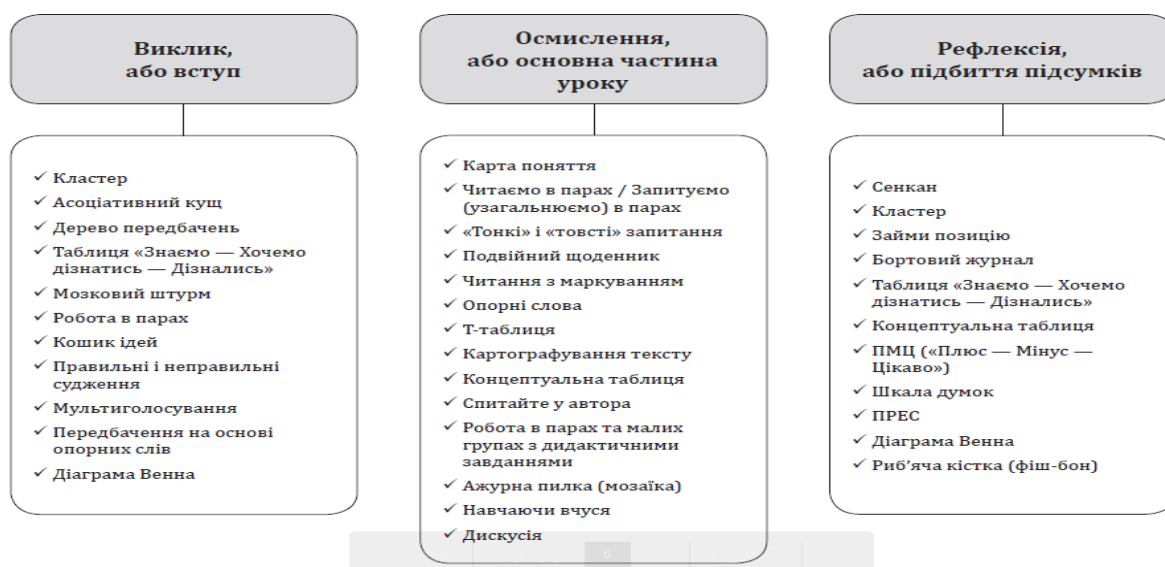 Виклик,
або вступ
✓ Кластер
✓ Асоціативний кущ
✓ Дерево передбачень
✓ Таблиця «Знаємо — Хочемо
дізнатись — Дізнались»
✓ Мозковий штурм
✓ Робота в парах
✓ Кошик ідей
✓ Правильні і неправильні
судження
✓ Мультиголосування
✓ Передбачення на основі
опорних слів
✓ Діаграма Венна
Осмислення,
або основна частина
уроку
✓ Карта поняття
✓ Читаємо в парах / Запитуємо
(узагальнюємо) в парах
✓ «Тонкі» і «товсті» запитання
✓ Подвійний щоденник
✓ Читання з маркуванням
✓ Опорні слова
✓ Т-таблиця
✓ Картографування тексту
✓ Концептуальна таблиця
✓ Спитайте у автора
✓ Робота в парах та малих
групах з дидактичними
завданнями
✓ Ажурна пилка (мозаїка)
✓ Навчаючи вчуся
✓ Дискусія
Рефлексія,
або підбиття підсумків
✓ Сенкан
✓ Кластер
✓ Займи позицію
✓ Бортовий журнал
✓ Таблиця «Знаємо — Хочемо
дізнатись — Дізнались»
✓ Концептуальна таблиця
✓ ПМЦ («Плюс — Мінус —
Цікаво»)
✓ Шкала думок
✓ ПРЕС
✓ Діаграма Венна
✓ Риб’яча кістка (фіш-бон)
6